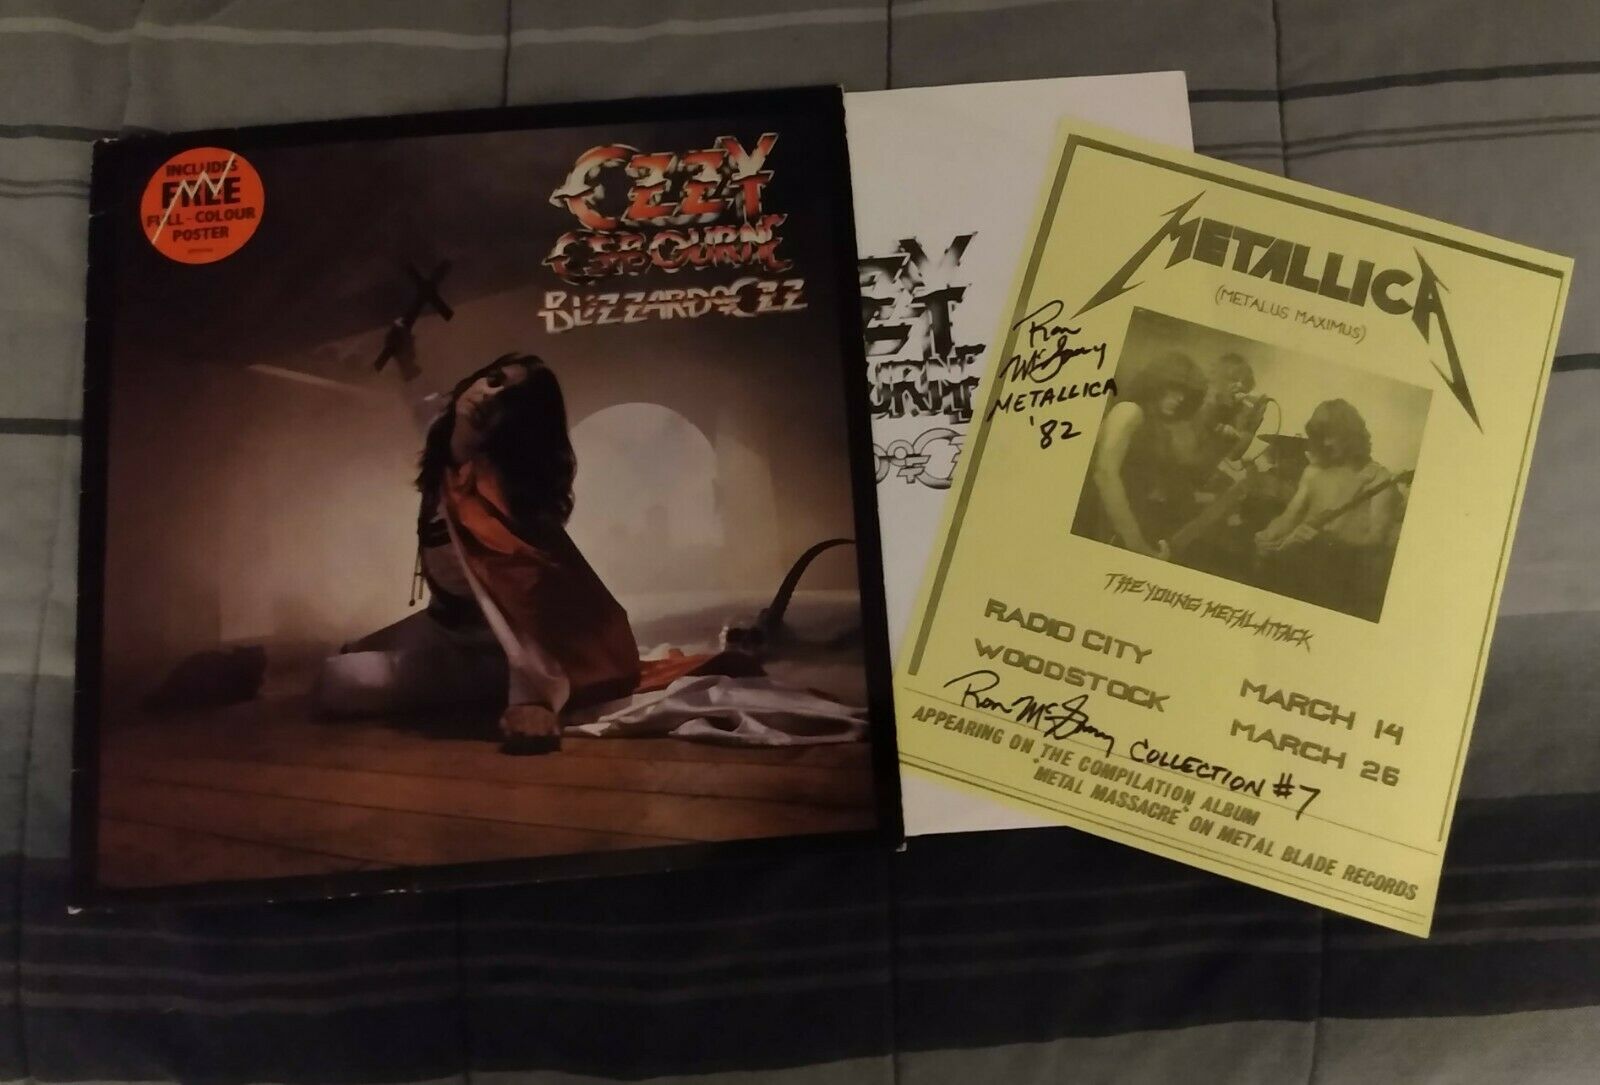 INCLUDES
FREE
FULL-COLOUR
POSTER
OZZY
OSBOURNE
BLIZZARD OF OZZ
METALLICA
(METALUS MAXIMUS)
Ron
McGovney
METALLICA
'82
THE YOUNG METAL ATTACK
RADIO CITY
MARCH 14
WOODSTOCK
MARCH 26
Ron McGovney COLLECTION #7
APPEARING ON THE COMPILATION ALBUM
"METAL MASSACRE" ON METAL BLADE RECORDS